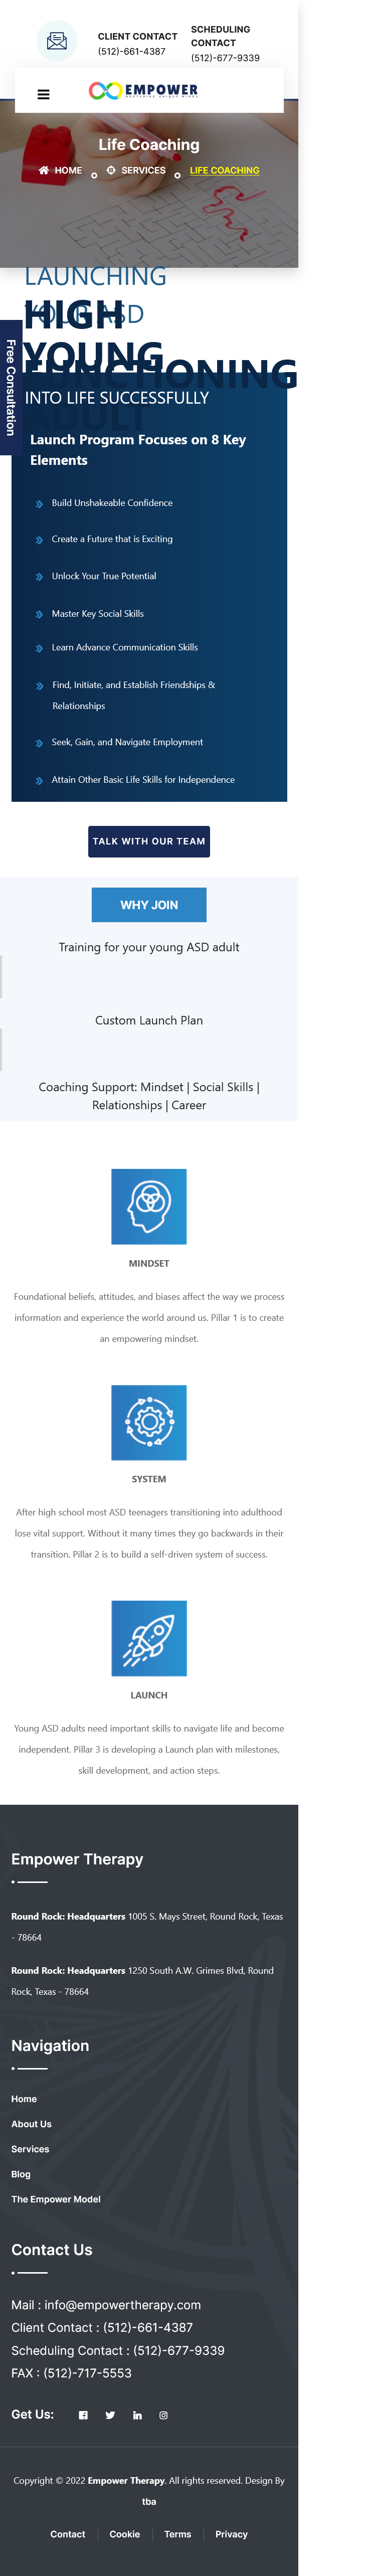 CLIENT CONTACT
(512)-661-4387
SCHEDULING
CONTACT
(512)-677-9339
EMPOWER
Life Coaching
HOME
SERVICES
LIFE COACHING
LAUNCHING
YOUR ASD
HIGH
YOUNG
FUNCTIONING
ADULT
INTO LIFE SUCCESSFULLY
Free Consultation
Launch Program Focuses on 8 Key
Elements
Build Unshakeable Confidence
Create a Future that is Exciting
Unlock Your True Potential
Master Key Social Skills
Learn Advance Communication Skills
Find, Initiate, and Establish Friendships &
Relationships
Seek, Gain, and Navigate Employment
Attain Other Basic Life Skills for Independence
TALK WITH OUR TEAM
WHY JOIN
Training for your young ASD adult
Custom Launch Plan
Coaching Support: Mindset | Social Skills |
Relationships | Career
MINDSET
Foundational beliefs, attitudes, and biases affect the way we process
information and experience the world around us. Pillar 1 is to create
an empowering mindset.
SYSTEM
After high school most ASD teenagers transitioning into adulthood
lose vital support. Without it many times they go backwards in their
transition. Pillar 2 is to build a self-driven system of success.
LAUNCH
Young ASD adults need important skills to navigate life and become
independent. Pillar 3 is developing a Launch plan with milestones,
skill development, and action steps.
Empower Therapy
Round Rock: Headquarters 1005 S. Mays Street, Round Rock, Texas
- 78664
Round Rock: Headquarters 1250 South A.W. Grimes Blvd, Round
Rock, Texas - 78664
Navigation
Home
About Us
Services
Blog
The Empower Model
Contact Us
Mail : info@empowertherapy.com
Client Contact : (512)-661-4387
Scheduling Contact : (512)-677-9339
FAX : (512)-717-5553
Get Us:
Copyright © 2022 Empower Therapy. All rights reserved. Design By
tba
Contact
Cookie
Terms
Privacy